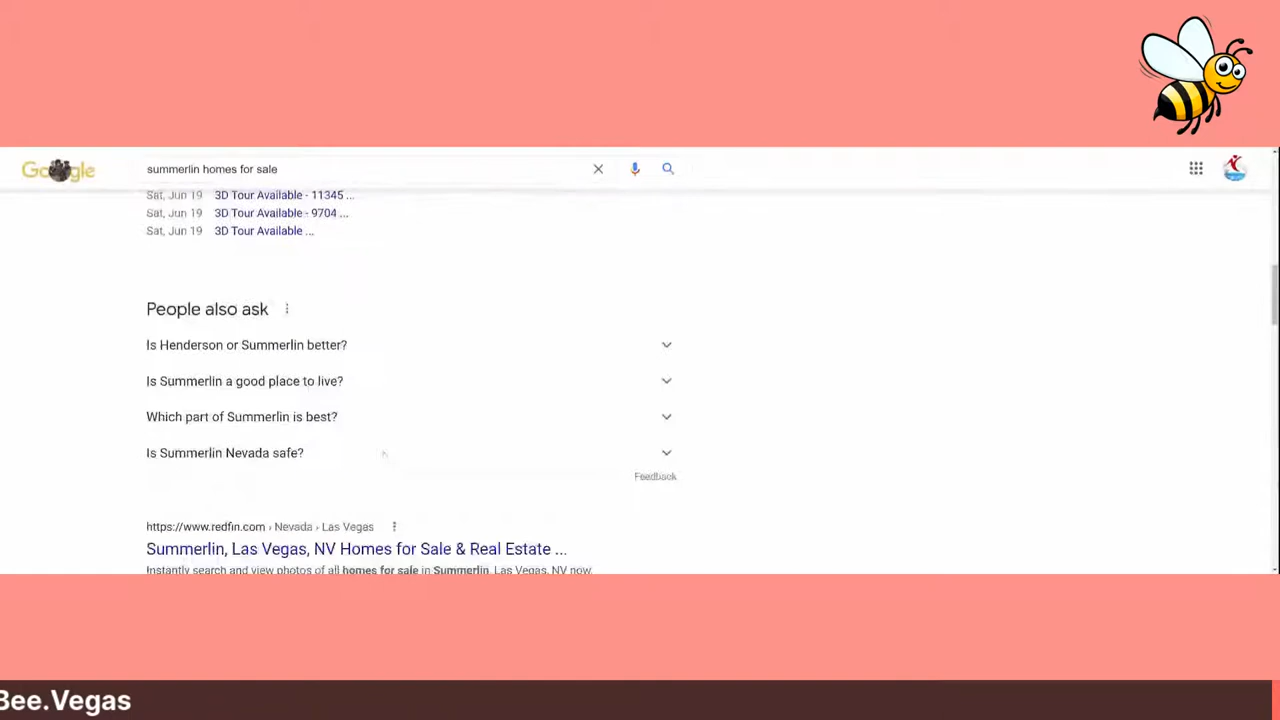 Google
summerlin homes for sale
Sat, Jun 19 3D Tour Available - 11345 ...
Sat, Jun 19 3D Tour Available - 9704 ...
Sat, Jun 19 3D Tour Available ...
People also ask
Is Henderson or Summerlin better?
Is Summerlin a good place to live?
Which part of Summerlin is best?
Is Summerlin Nevada safe?
Feedback
https://www.redfin.com › Nevada › Las Vegas
Summerlin, Las Vegas, NV Homes for Sale & Real Estate ...
Instantly search and view photos of all homes for sale in Summerlin, Las Vegas, NV now.
Bee.Vegas